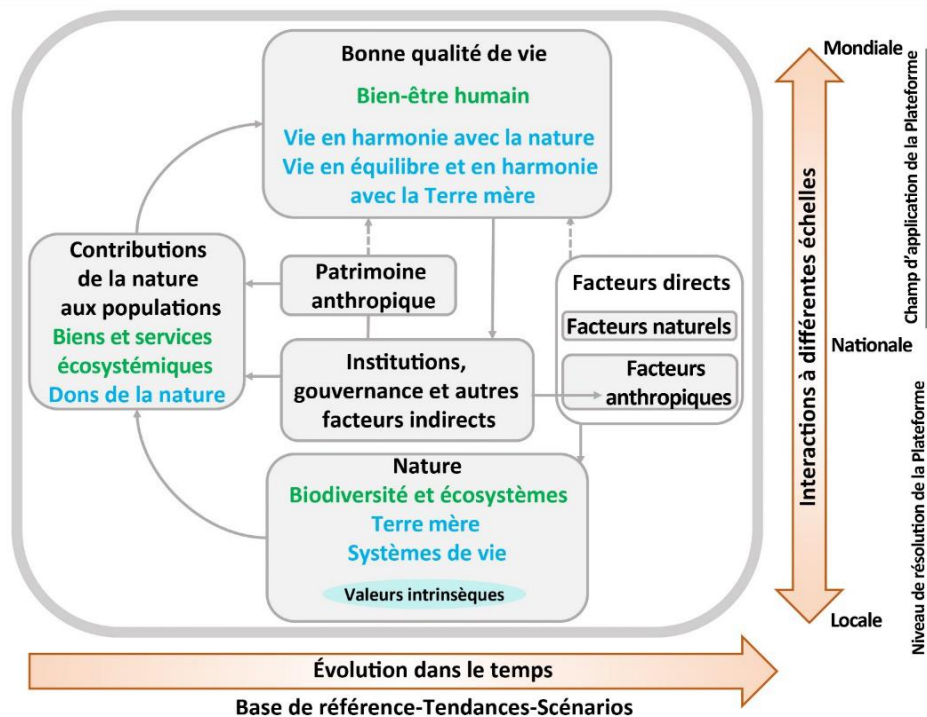 Bonne qualité de vie
Bien-être humain
Vie en harmonie avec la nature
Vie en équilibre et en harmonie
avec la Terre mère
Contributions
de la nature
aux populations
Biens et services
écosystémiques
Dons de la nature
Patrimoine
anthropique
Institutions,
gouvernance et autres
facteurs indirects
Facteurs directs
Facteurs naturels
Facteurs
anthropiques
Nature
Biodiversité et écosystèmes
Terre mère
Systèmes de vie
Valeurs intrinsèques
Mondiale
Nationale
Locale
Interactions à différentes échelles
Champ d'application de la Plateforme
Niveau de résolution de la Plateforme
Évolution dans le temps
Base de référence-Tendances-Scénarios